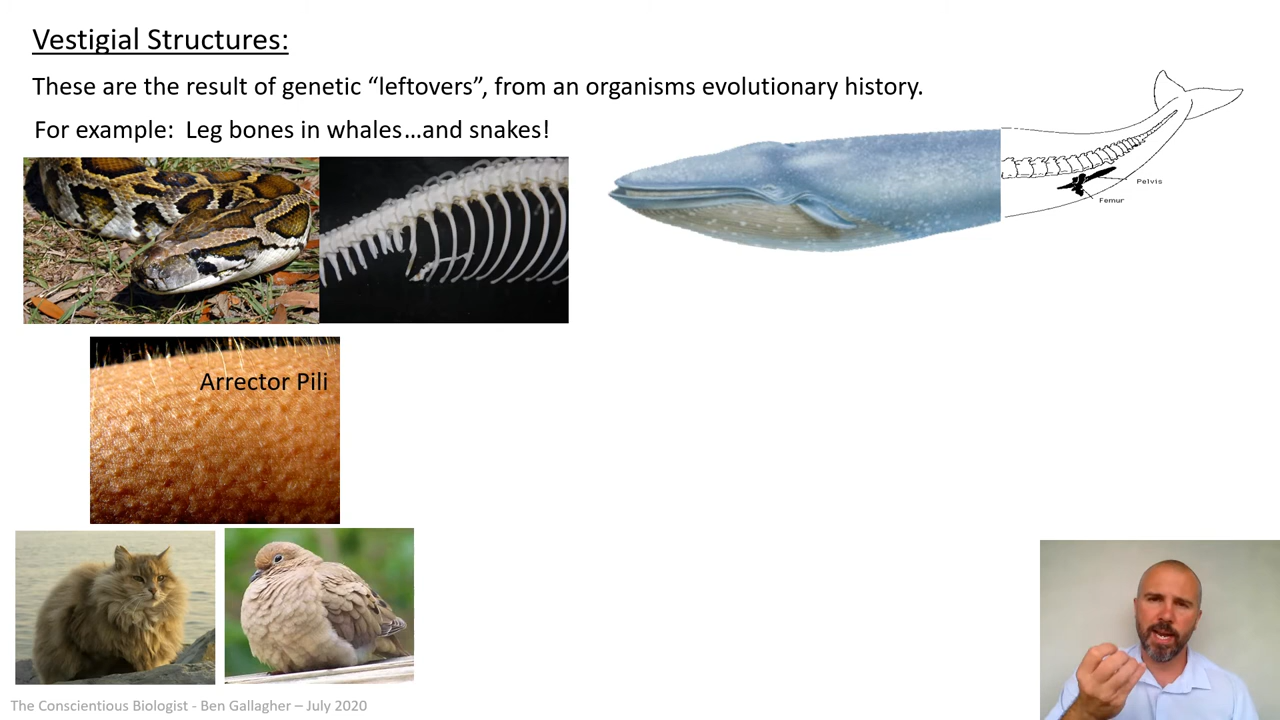 Vestigial Structures:
These are the result of genetic “leftovers”, from an organisms evolutionary history.
For example:  Leg bones in whales…and snakes!
Pelvis
Femur
Arrector Pili
The Conscientious Biologist - Ben Gallagher – July 2020